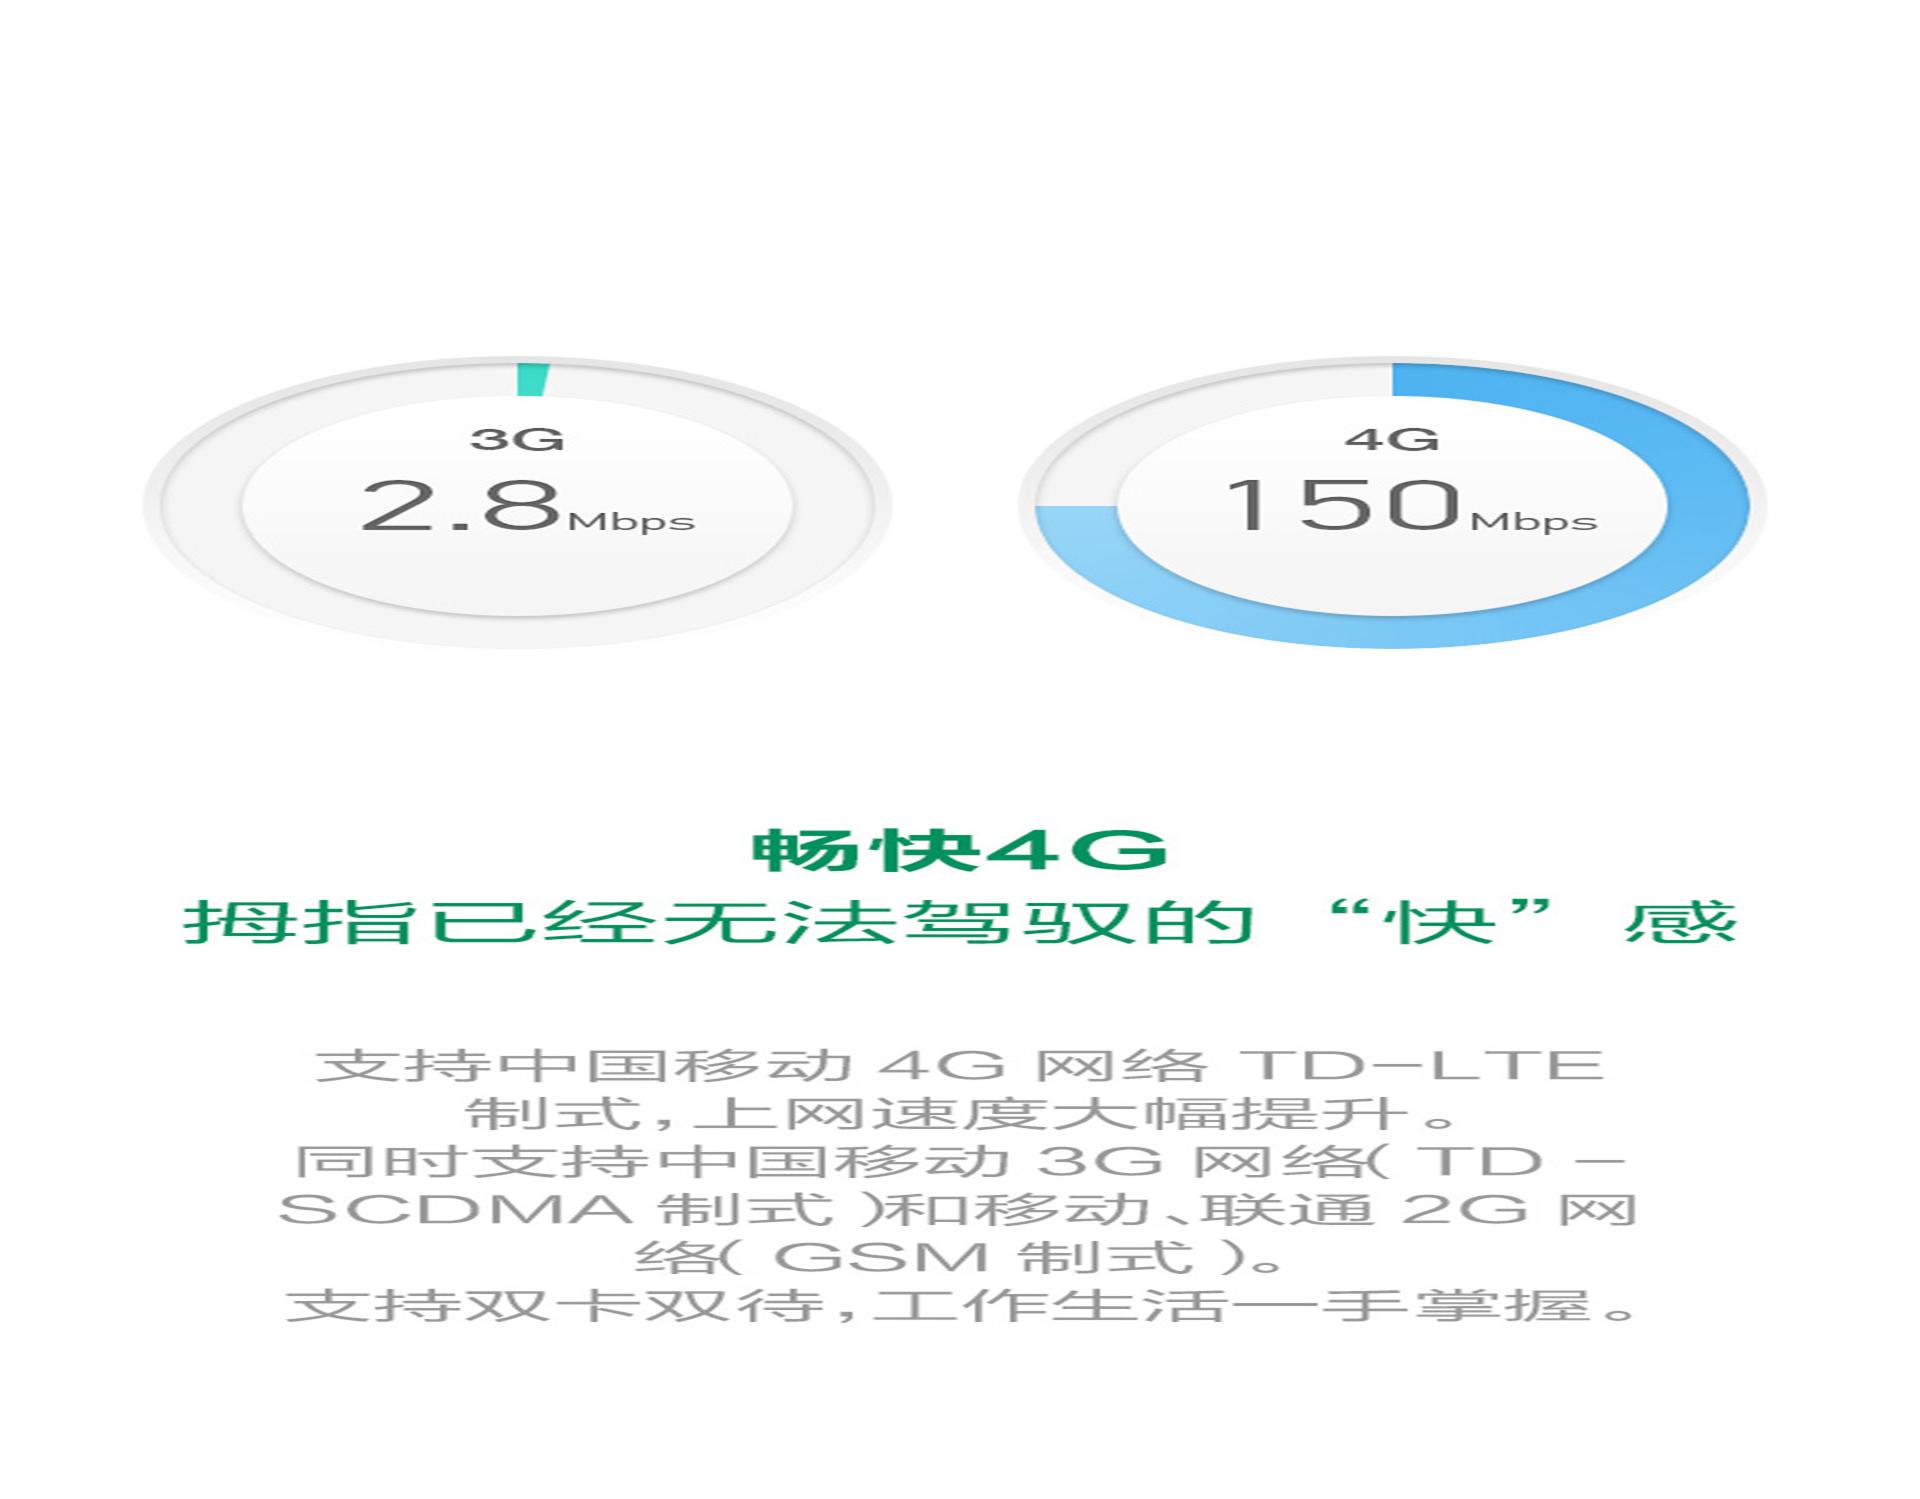 3G
2.8Mbps
4G
150Mbps
畅快4G
拇指已经无法驾驭的“快”感
支持中国移动 4G 网络 TD-LTE
制式,上网速度大幅提升。
同时支持中国移动 3G 网络( TD -
SCDMA 制式 )和移动、联通 2G 网
络( GSM 制式 )。
支持双卡双待,工作生活一手掌握。